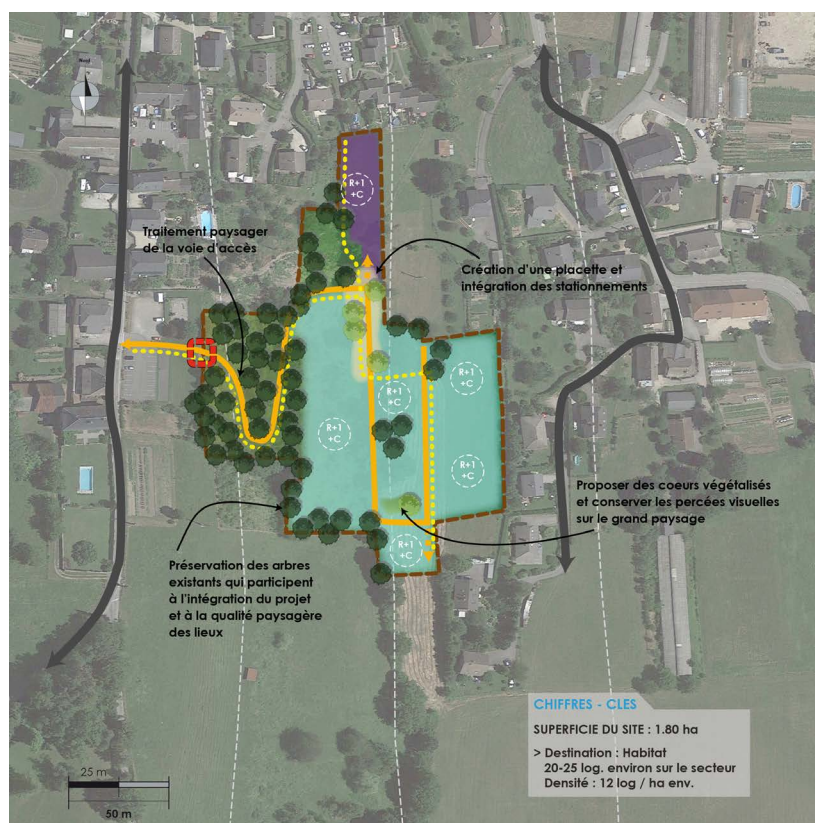 Nord
R+1
+C
Traitement paysager
de la voie d'accès
Création d'une placette et
intégration des stationnements
R+1
+C
R+1
+C
R+1
+C
R+1
+C
Proposer des coeurs végétalisés
et conserver les percées visuelles
sur le grand paysage
R+1
+C
Préservation des arbres
existants qui participent
à l'intégration du projet
et à la qualité paysagère
des lieux
CHIFFRES - CLES
SUPERFICIE DU SITE : 1.80 ha
> Destination : Habitat
20-25 log. environ sur le secteur
Densité : 12 log / ha env.
25 m
50 m